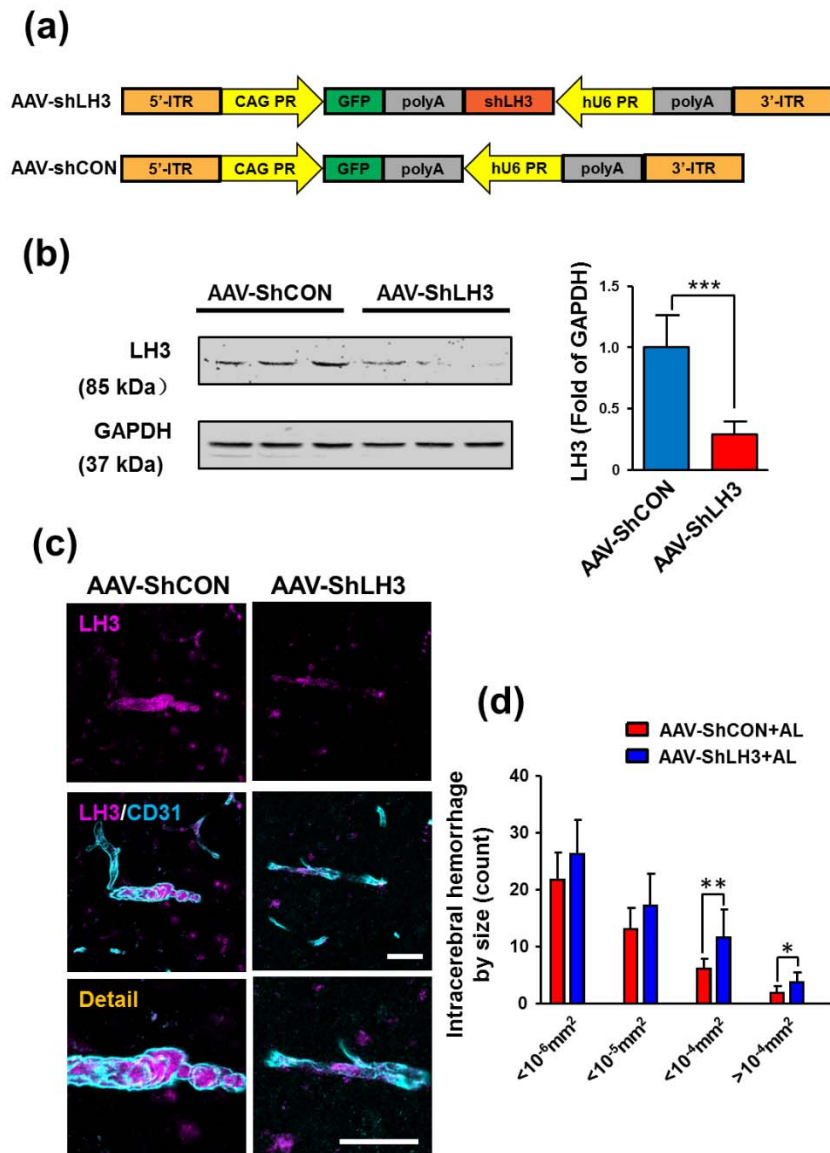 (a)
AAV-shLH3 5'-ITR CAG PR GFP polyA shLH3 hU6 PR polyA 3'-ITR
AAV-shCON 5'-ITR CAG PR GFP polyA hU6 PR polyA 3'-ITR
(b)
AAV-ShCON AAV-ShLH3
LH3
(85 kDa）
GAPDH
(37 kDa)
LH3 (Fold of GAPDH)
1.5
1.0
0.5
0
***
AAV-ShCON
AAV-ShLH3
(c)
AAV-ShCON AAV-ShLH3
LH3
LH3/CD31
Detail
(d)
AAV-ShCON+AL
AAV-ShLH3+AL
Intracerebral hemorrhage
by size (count)
40
30
20
10
0
**
*
<10⁻⁶mm²
<10⁻⁵mm²
<10⁻⁴mm²
>10⁻⁴mm²